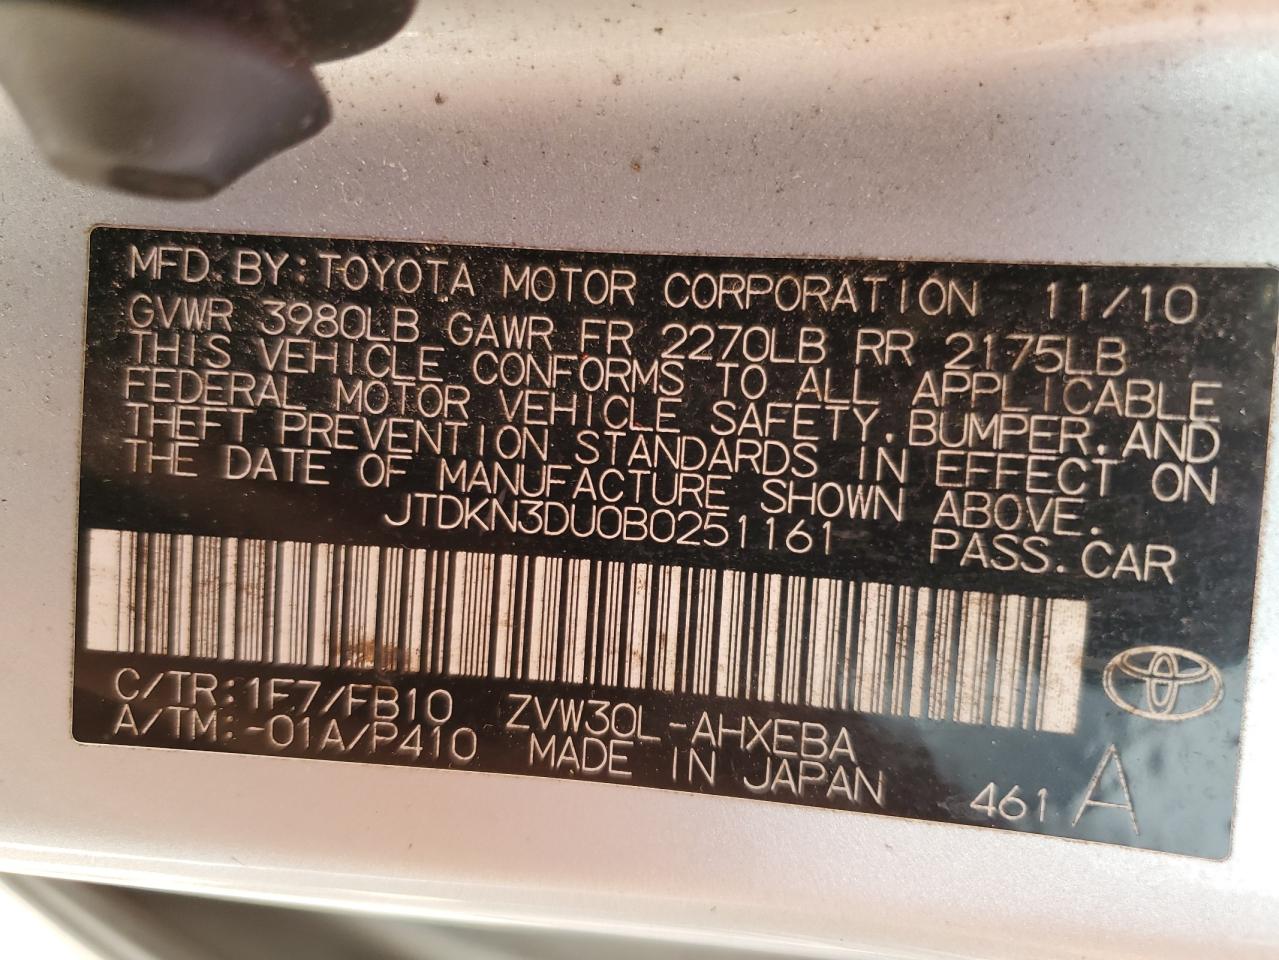 MFD. BY: TOYOTA MOTOR CORPORATION 11/10
GVWR 3980LB GAWR FR 2270LB RR 2175LB
THIS VEHICLE CONFORMS TO ALL APPLICABLE
FEDERAL MOTOR VEHICLE SAFETY, BUMPER, AND
THEFT PREVENTION STANDARDS IN EFFECT ON
THE DATE OF MANUFACTURE SHOWN ABOVE.
JTDKN3DU0B0251161 PASS. CAR
C/TR: 1F7/FB10 ZVW30L-AHXEBA
A/TM: -01A/P410 MADE IN JAPAN 461 A